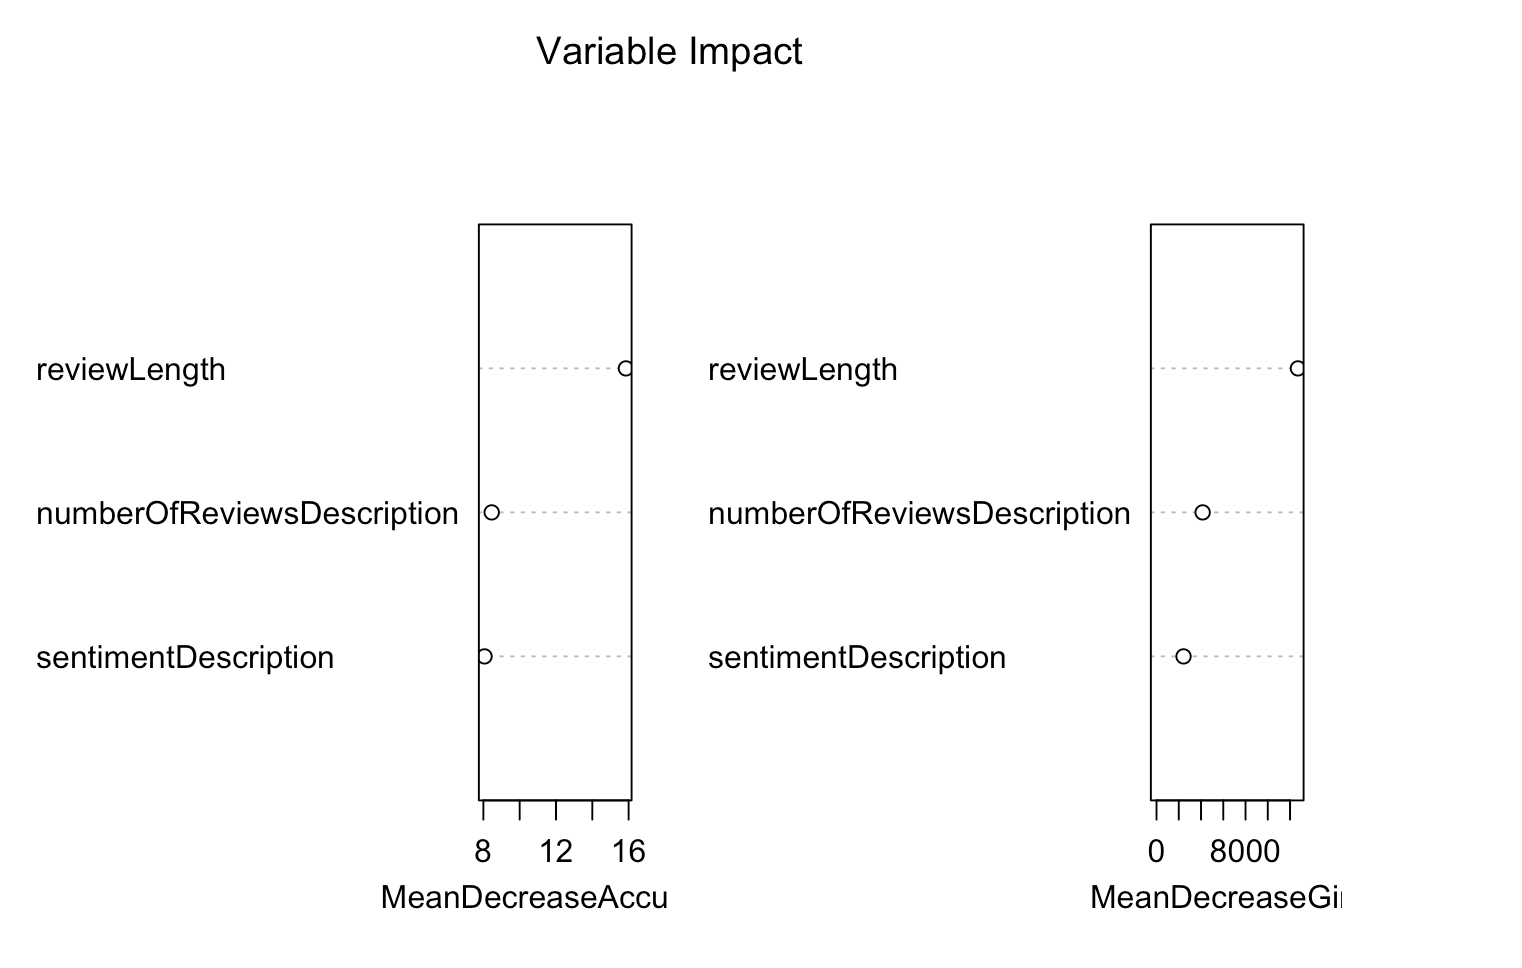 Variable Impact
reviewLength
numberOfReviewsDescription
sentimentDescription
8 12 16
MeanDecreaseAccu
reviewLength
numberOfReviewsDescription
sentimentDescription
0 8000
MeanDecreaseGi